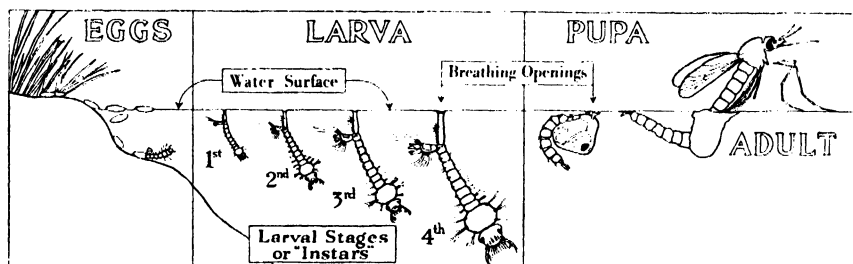 EGGS
LARVA
PUPA
Water Surface
Breathing Openings
1st
2nd
3rd
4th
ADULT
Larval Stages
or "Instars"